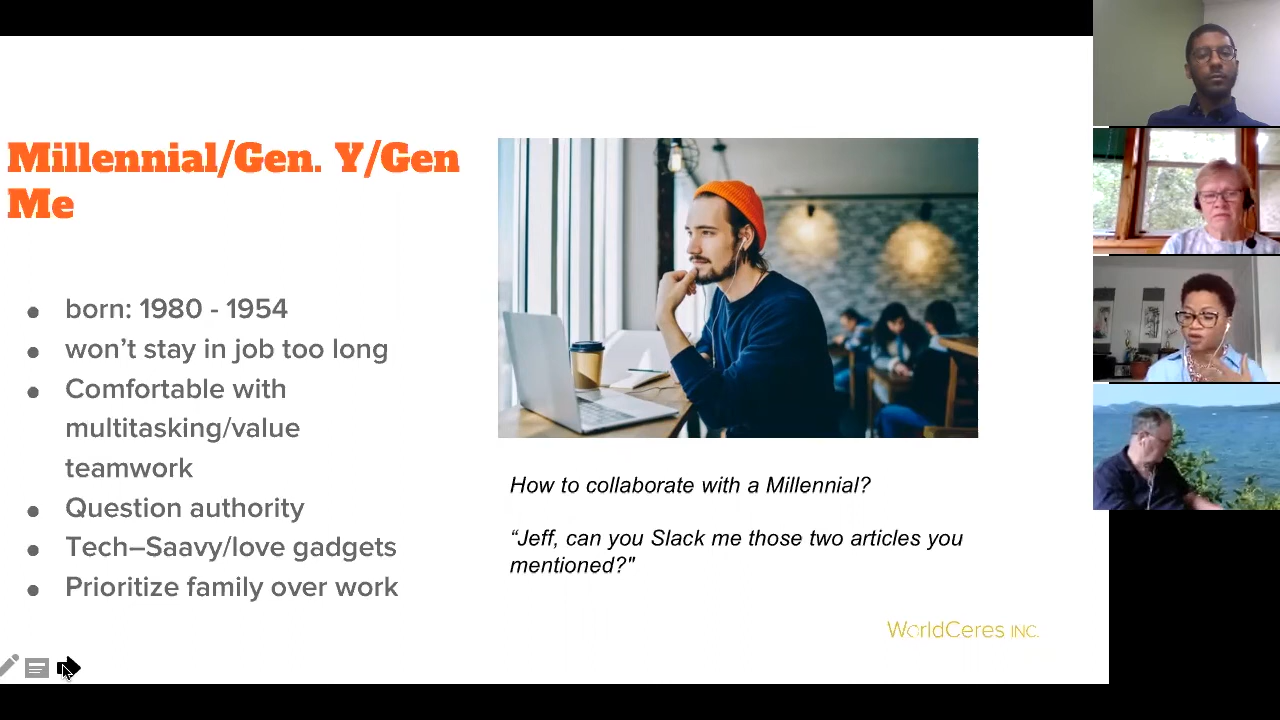 Millennial/Gen. Y/Gen
Me
born: 1980 - 1954
won't stay in job too long
Comfortable with
multitasking/value
teamwork
Question authority
Tech–Saavy/love gadgets
Prioritize family over work
How to collaborate with a Millennial?
“Jeff, can you Slack me those two articles you
mentioned?"
WorldCeres INC.